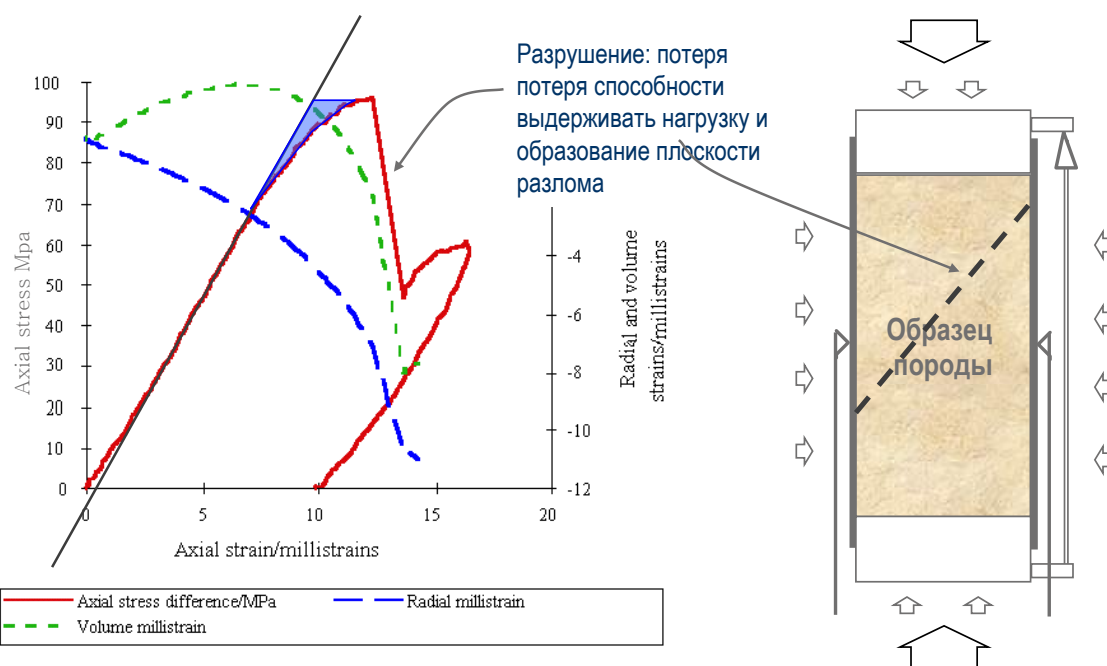 Разрушение: потеря
потеря способности
выдерживать нагрузку и
образование плоскости
разлома
100
90
80
70
60
50
40
30
20
10
0
Axial stress Mpa
0
5
10
15
20
Axial strain/millistrains
-4
-6
-8
-10
-12
Radial and volume
strains/millistrains
Axial stress difference/MPa
Radial millistrain
Volume millistrain
Образец
породы